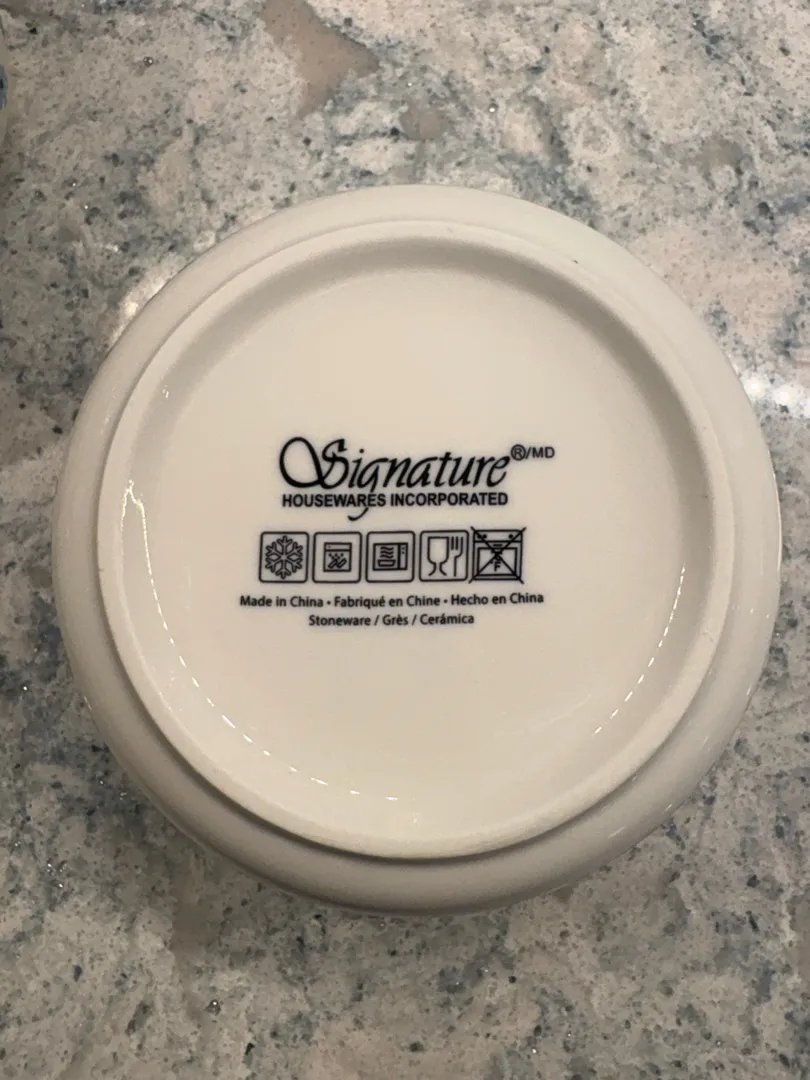 Signature®/MD
HOUSEWARES INCORPORATED
F
Made in China • Fabriqué en Chine • Hecho en China
Stoneware / Grès / Cerámica